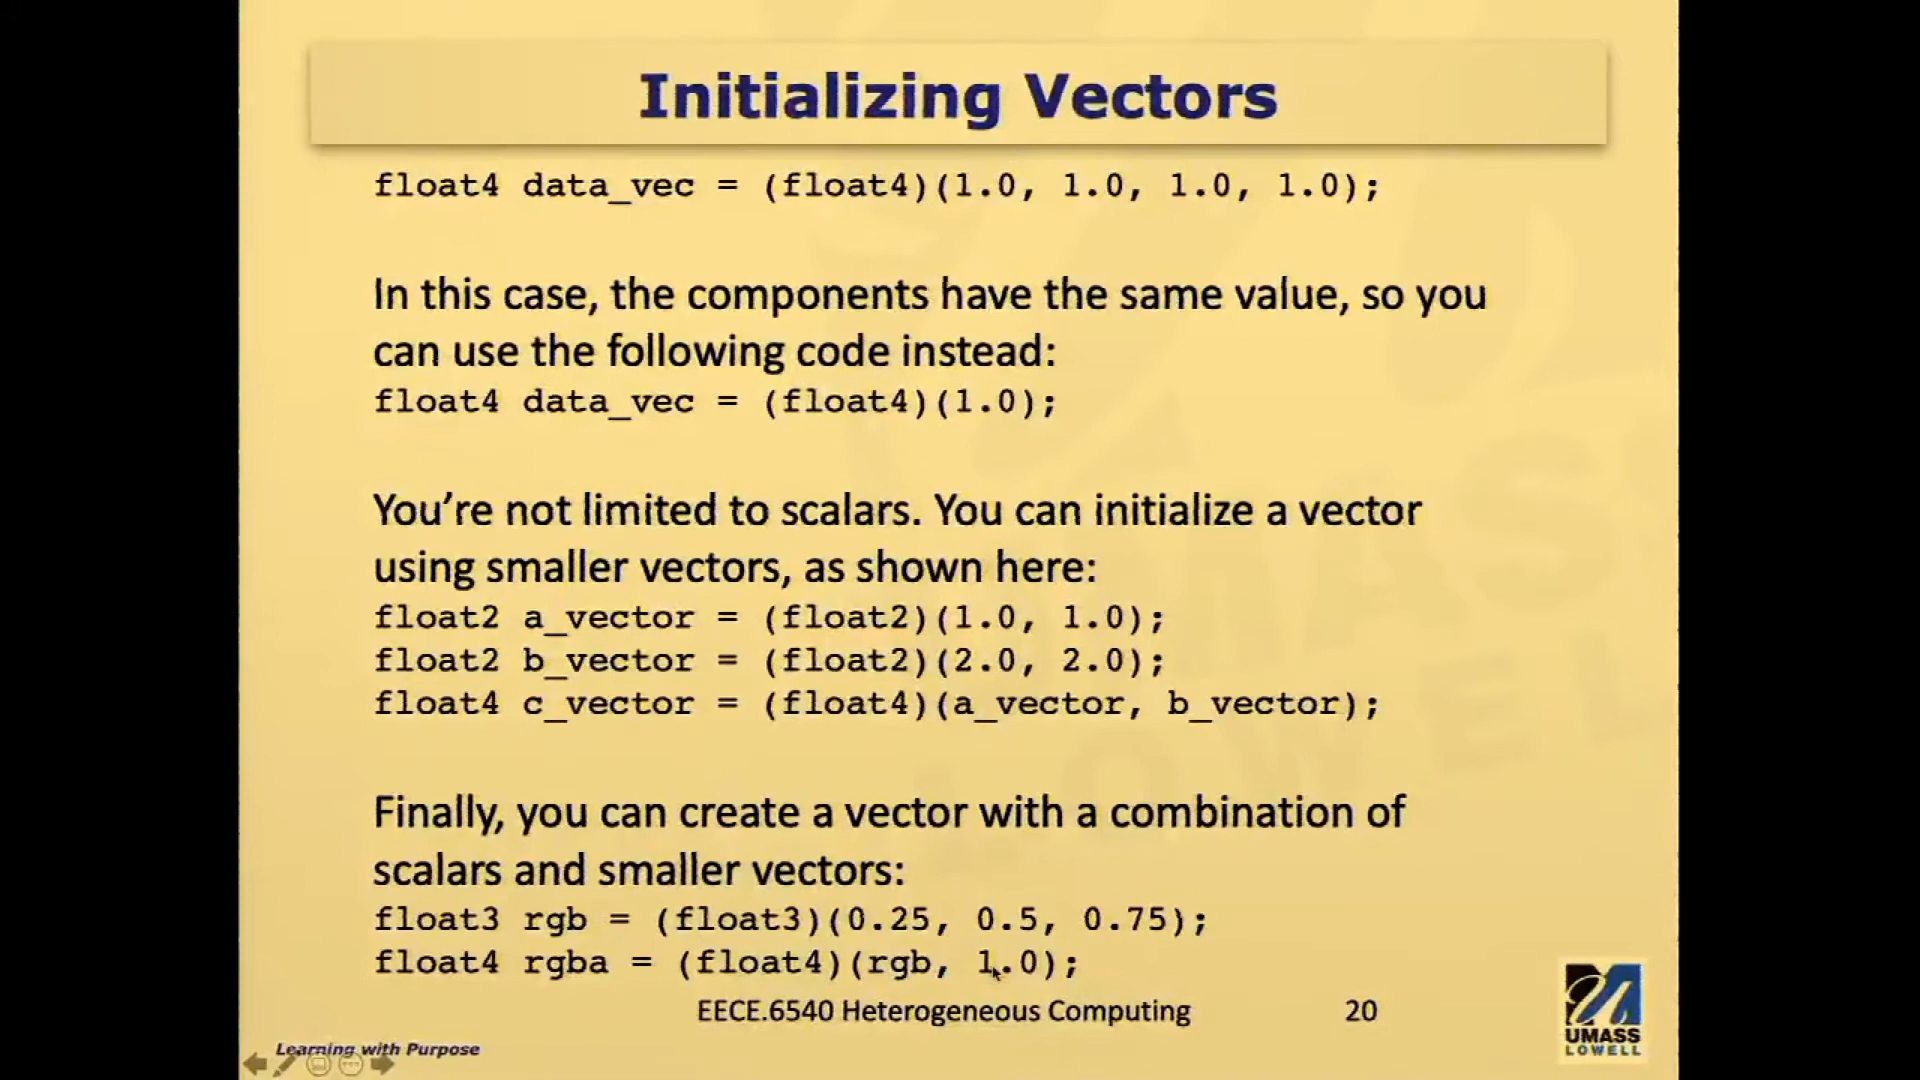 Initializing Vectors
float4 data_vec = (float4)(1.0, 1.0, 1.0, 1.0);
In this case, the components have the same value, so you
can use the following code instead:
float4 data_vec = (float4)(1.0);
You’re not limited to scalars. You can initialize a vector
using smaller vectors, as shown here:
float2 a_vector = (float2)(1.0, 1.0);
float2 b_vector = (float2)(2.0, 2.0);
float4 c_vector = (float4)(a_vector, b_vector);
Finally, you can create a vector with a combination of
scalars and smaller vectors:
float3 rgb = (float3)(0.25, 0.5, 0.75);
float4 rgba = (float4)(rgb, 1.0);
EECE.6540 Heterogeneous Computing 20
Learning with Purpose
UMASS
LOWELL